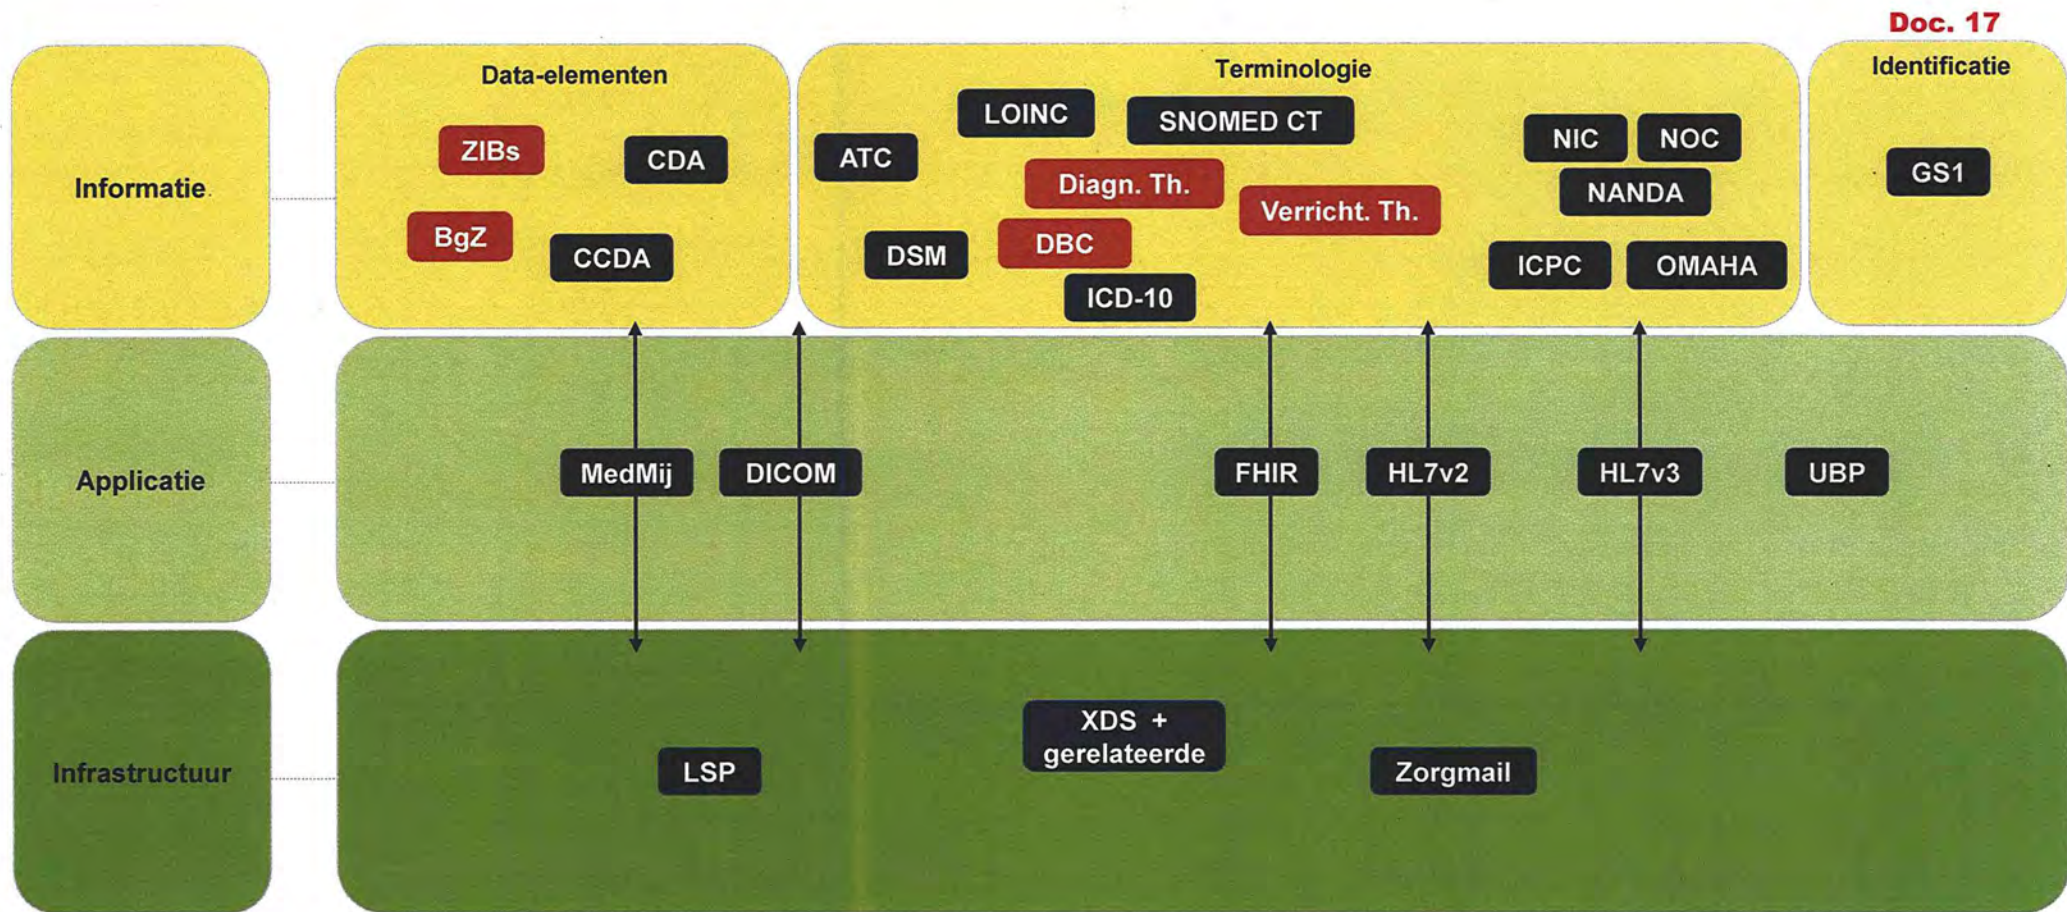 Doc. 17
Informatie
Data-elementen
ZIBs
CDA
BgZ
CCDA
Terminologie
LOINC
SNOMED CT
ATC
Diagn. Th.
Verricht. Th.
DSM
DBC
ICD-10
NIC
NOC
NANDA
ICPC
OMAHA
Identificatie
GS1
Applicatie
MedMij
DICOM
FHIR
HL7v2
HL7v3
UBP
Infrastructuur
LSP
XDS +
gerelateerde
Zorgmail